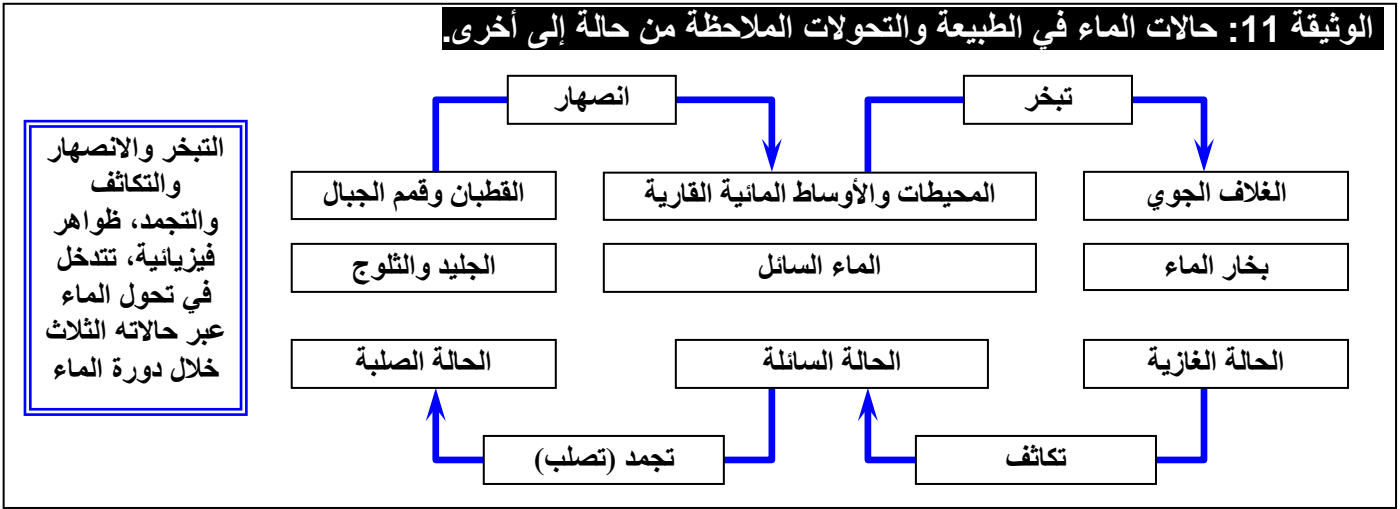 الوثيقة 11: حالات الماء في الطبيعة والتحولات الملاحظة من حالة إلى أخرى.
تبخر
انصهار
الغلاف الجوي
المحيطات والأوساط المائية القارية
القطبان وقمم الجبال
بخار الماء
الماء السائل
الجليد والثلوج
الحالة الغازية
الحالة السائلة
الحالة الصلبة
تكاثف
تجمد (تصلب)
التبخر والانصهار
والتكاثف
والتجمد، ظواهر
فيزيائية، تتدخل
في تحول الماء
عبر حالاته الثلاث
خلال دورة الماء